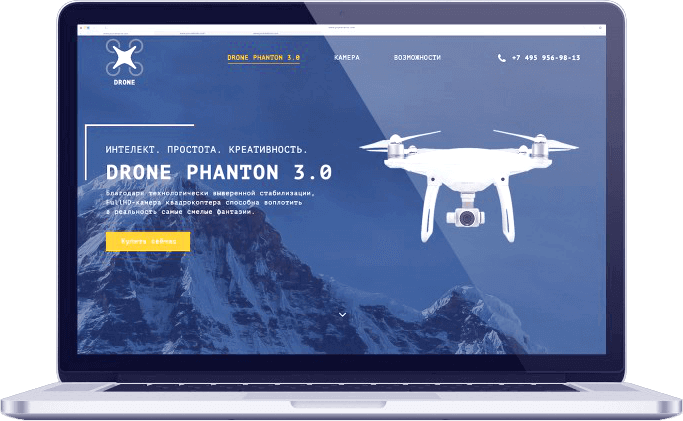 DRONE PHANTON 3.0 КАМЕРА ВОЗМОЖНОСТИ +7 495 956-98-13
DRONE
ИНТЕЛЕКТ. ПРОСТОТА. КРЕАТИВНОСТЬ.
DRONE PHANTON 3.0
Благодаря технологически выверенной стабилизации,
FullHD-камера квадрокоптера способна воплотить
в реальность самые смелые фантазии.
Купить сейчас